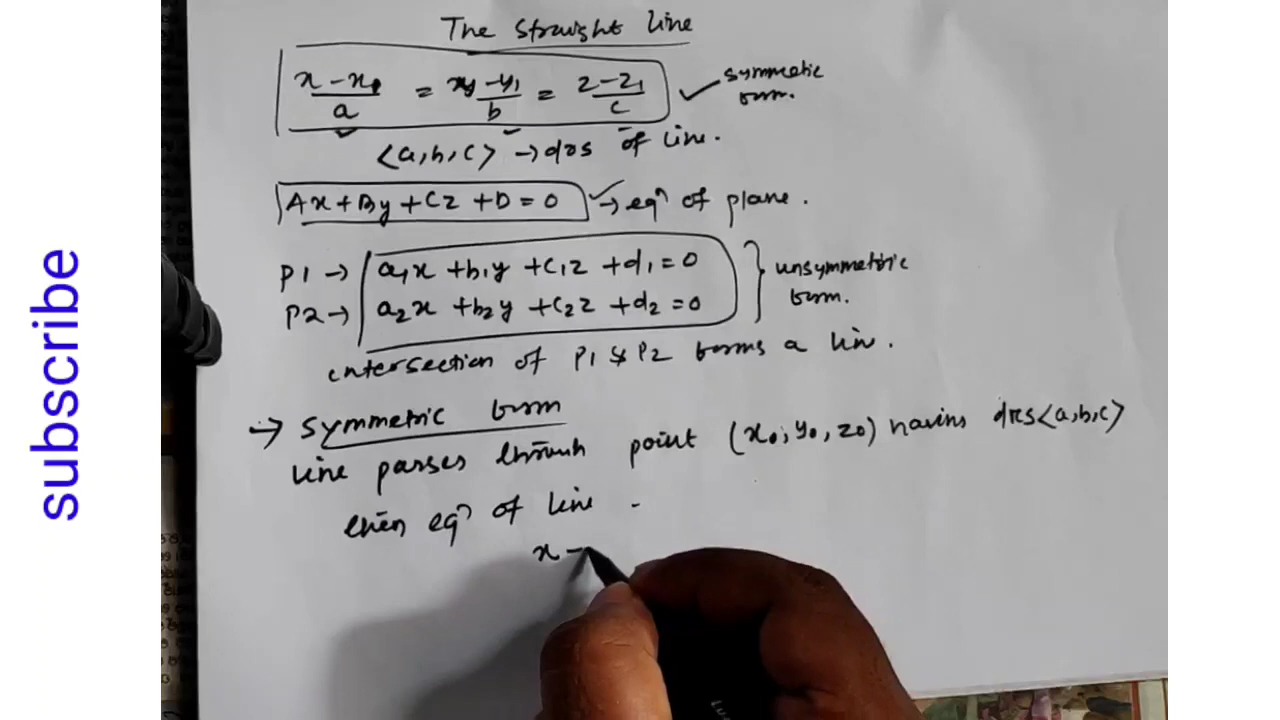 The straight line
x - x₁/a = y - y₁/b = z - z₁/c ✓ symmetic form.
<a,b,c> → drs of line.
Ax + By + Cz + D = 0 → eqⁿ of plane.
P1 → a₁x + b₁y + c₁z + d₁ = 0
P2 → a₂x + b₂y + c₂z + d₂ = 0
unsymmetric form.
intersection of P1 & P2 forms a lin.
→ symmetric form
line passes through point (x₀, y₀, z₀) having drs <a,b,c>
then eqⁿ of line -
x -
subscribe